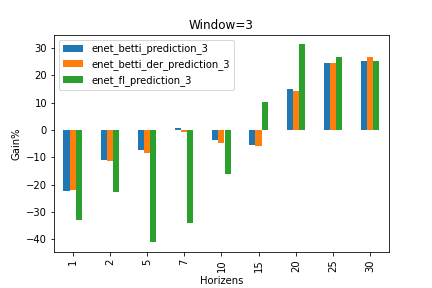 Window=3
enet_betti_prediction_3
enet_betti_der_prediction_3
enet_fl_prediction_3
Gain%
30
20
10
0
−10
−20
−30
−40
1 2 5 7 10 15 20 25 30
Horizens